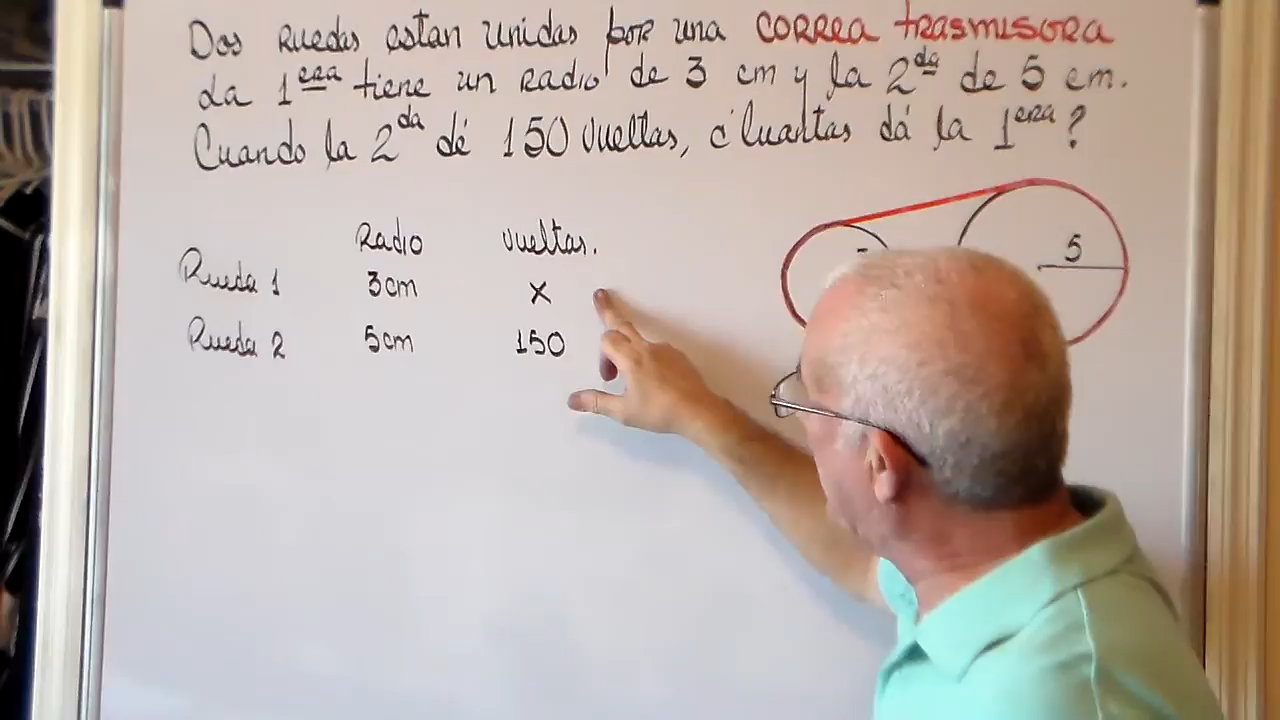 Dos Ruedas estan unidas por una CORREA trasmisora
La 1era tiene un Radio de 3 cm y la 2da de 5 cm.
Cuando la 2da dé 150 vueltas, ¿Cuantas dá la 1era?
Radio vueltas.
Rueda 1 3cm x
Rueda 2 5cm 150
5